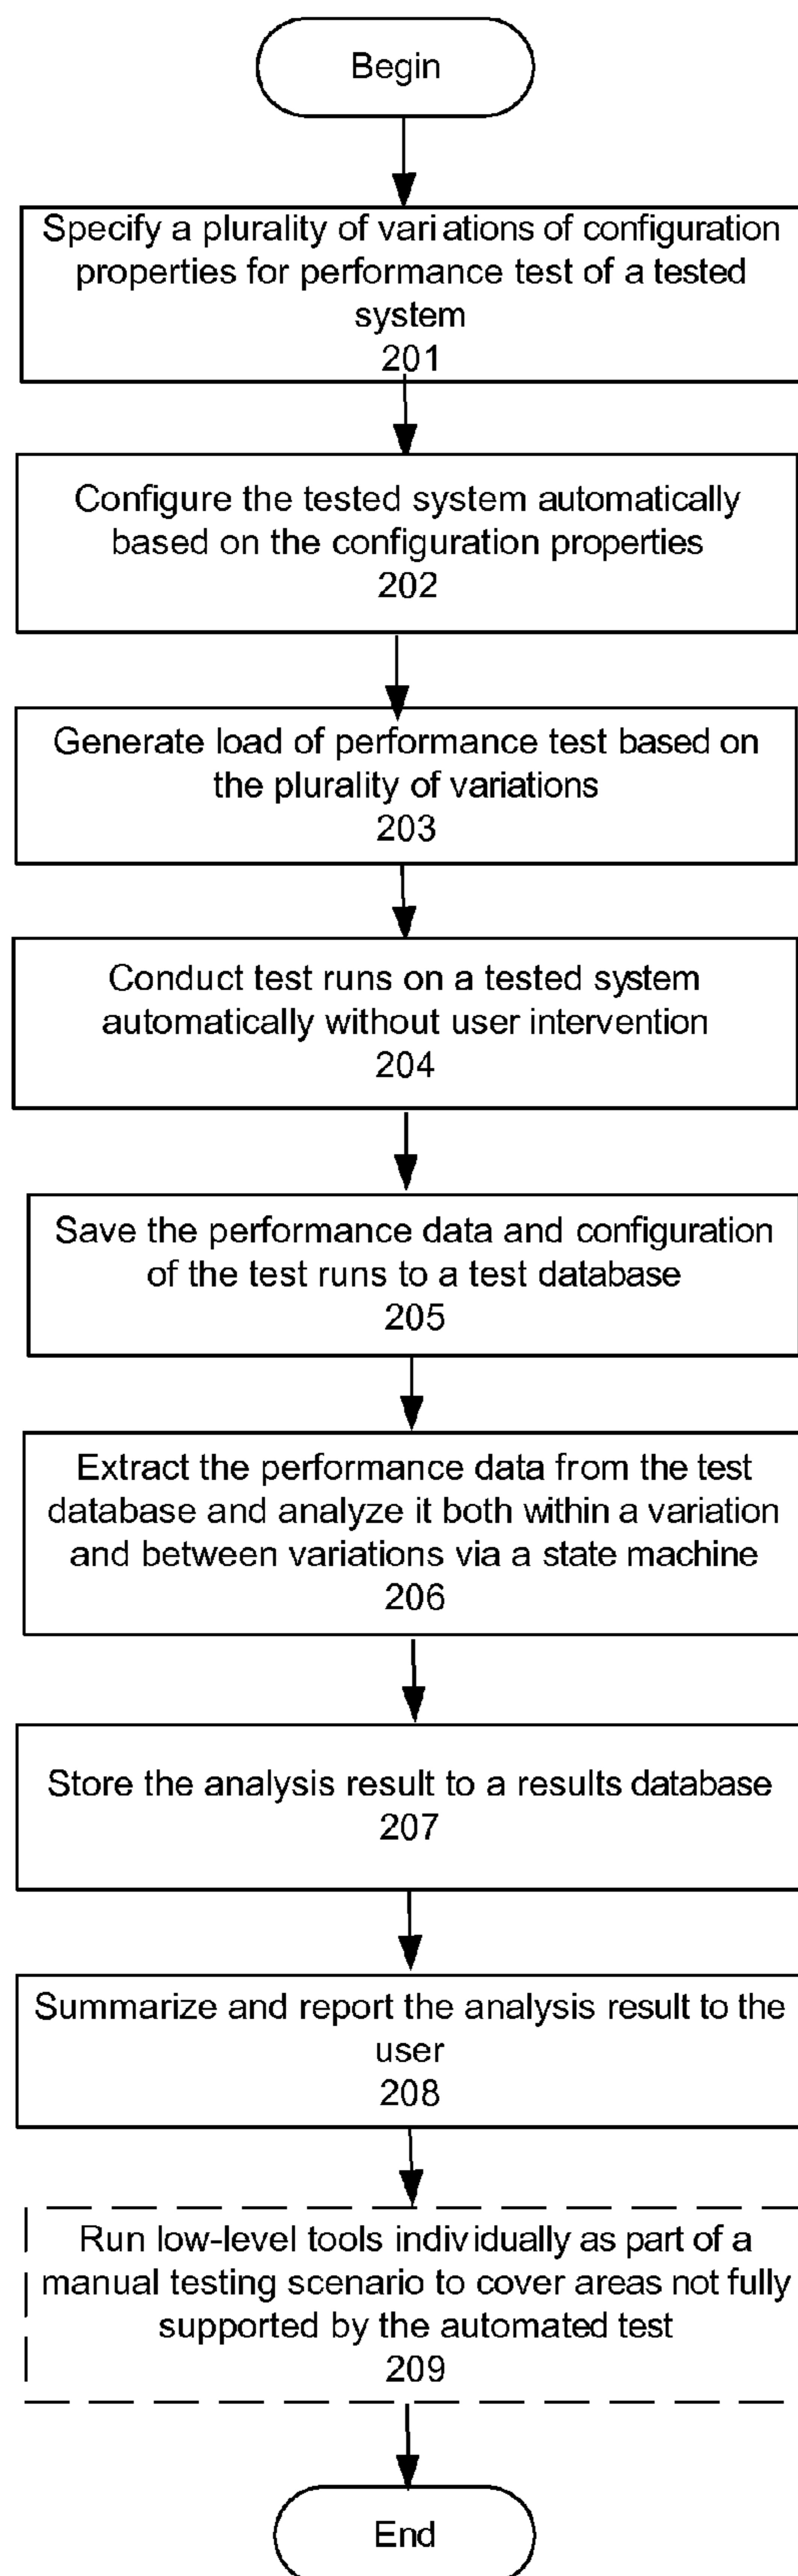 Begin
Specify a plurality of variations of configuration
properties for performance test of a tested
system
201
Configure the tested system automatically
based on the configuration properties
202
Generate load of performance test based on
the plurality of variations
203
Conduct test runs on a tested system
automatically without user intervention
204
Save the performance data and configuration
of the test runs to a test database
205
Extract the performance data from the test
database and analyze it both within a variation
and between variations via a state machine
206
Store the analysis result to a results database
207
Summarize and report the analysis result to the
user
208
Run low-level tools individually as part of a
manual testing scenario to cover areas not fully
supported by the automated test
209
End